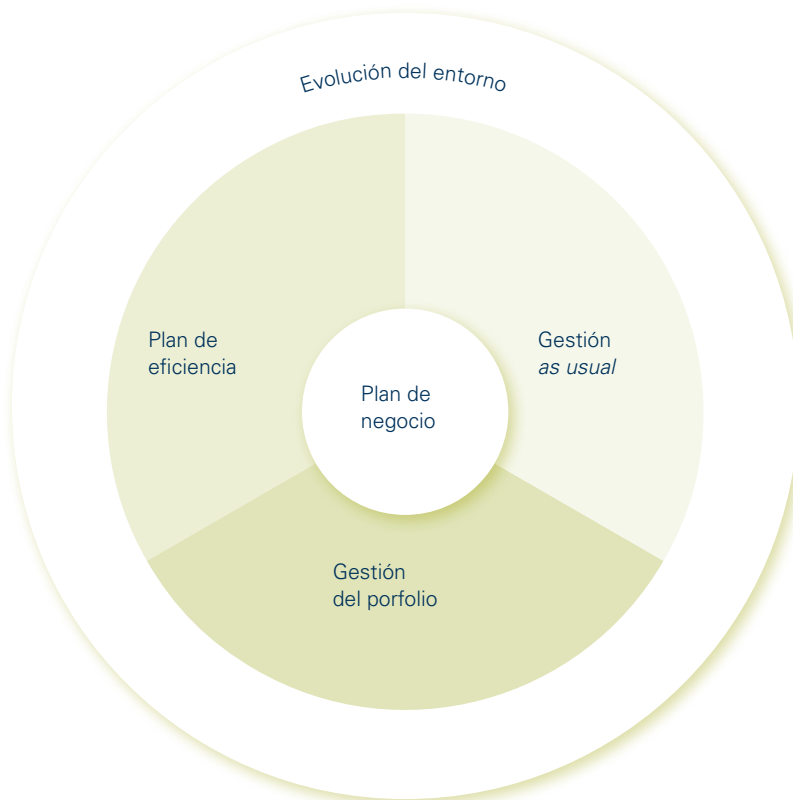 Evolución del entorno
Plan de
eficiencia
Gestión
as usual
Plan de
negocio
Gestión
del porfolio